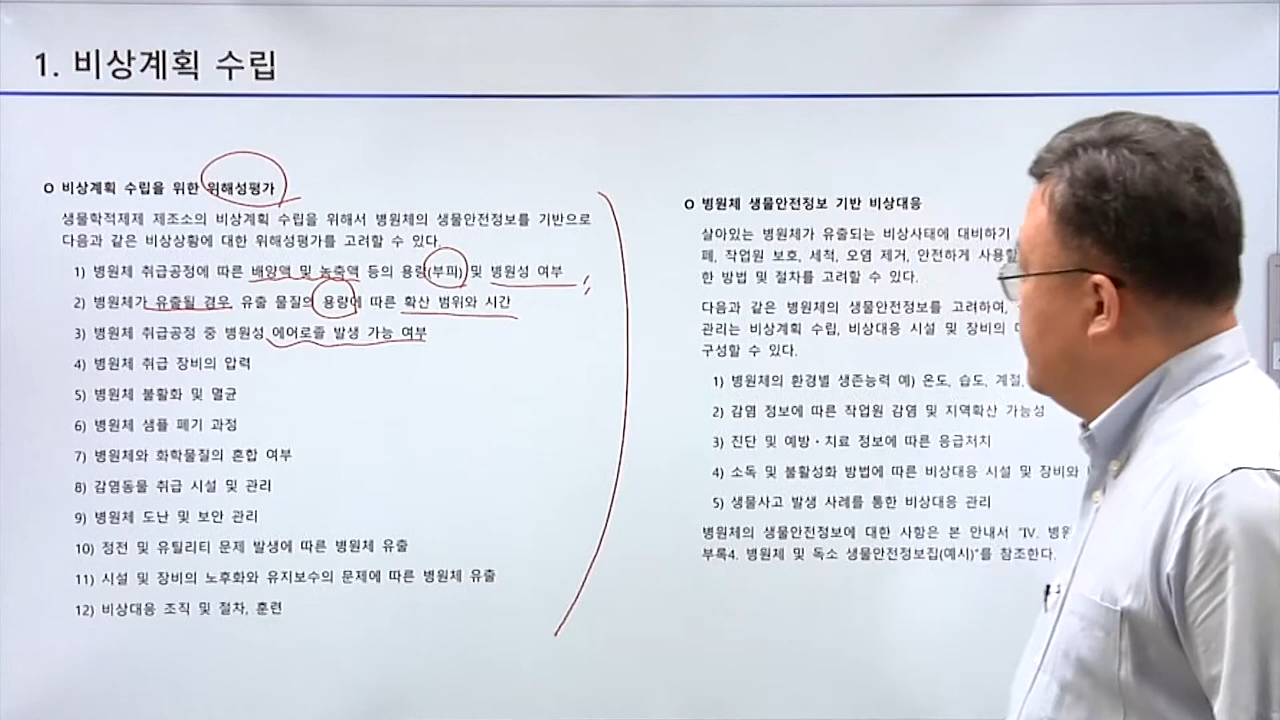 1. 비상계획 수립
O 비상계획 수립을 위한 위해성평가
생물학적제제 제조소의 비상계획 수립을 위해서 병원체의 생물안전정보를 기반으로
다음과 같은 비상상황에 대한 위해성평가를 고려할 수 있다.
1) 병원체 취급공정에 따른 배양액 및 농축액 등의 용량(부피) 및 병원성 여부
2) 병원체가 유출될 경우 유출 물질의 용량에 따른 확산 범위와 시간
3) 병원체 취급공정 중 병원성 에어로졸 발생 가능 여부
4) 병원체 취급 장비의 압력
5) 병원체 불활화 및 멸균
6) 병원체 샘플 폐기 과정
7) 병원체와 화학물질의 혼합 여부
8) 감염동물 취급 시설 및 관리
9) 병원체 도난 및 보안 관리
10) 정전 및 유틸리티 문제 발생에 따른 병원체 유출
11) 시설 및 장비의 노후화와 유지보수의 문제에 따른 병원체 유출
12) 비상대응 조직 및 절차, 훈련
O 병원체 생물안전정보 기반 비상대응
살아있는 병원체가 유출되는 비상사태에 대비하기
폐, 작업원 보호, 세척, 오염 제거, 안전하게 사용할
한 방법 및 절차를 고려할 수 있다.
다음과 같은 병원체의 생물안전정보를 고려하여,
관리는 비상계획 수립, 비상대응 시설 및 장비의
구성할 수 있다.
1) 병원체의 환경별 생존능력 예) 온도, 습도, 계절,
2) 감염 정보에 따른 작업원 감염 및 지역확산 가능성
3) 진단 및 예방·치료 정보에 따른 응급처치
4) 소독 및 불활성화 방법에 따른 비상대응 시설 및 장비와
5) 생물사고 발생 사례를 통한 비상대응 관리
병원체의 생물안전정보에 대한 사항은 본 안내서 "Ⅳ. 병원
부록4. 병원체 및 독소 생물안전정보집(예시)"를 참조한다.